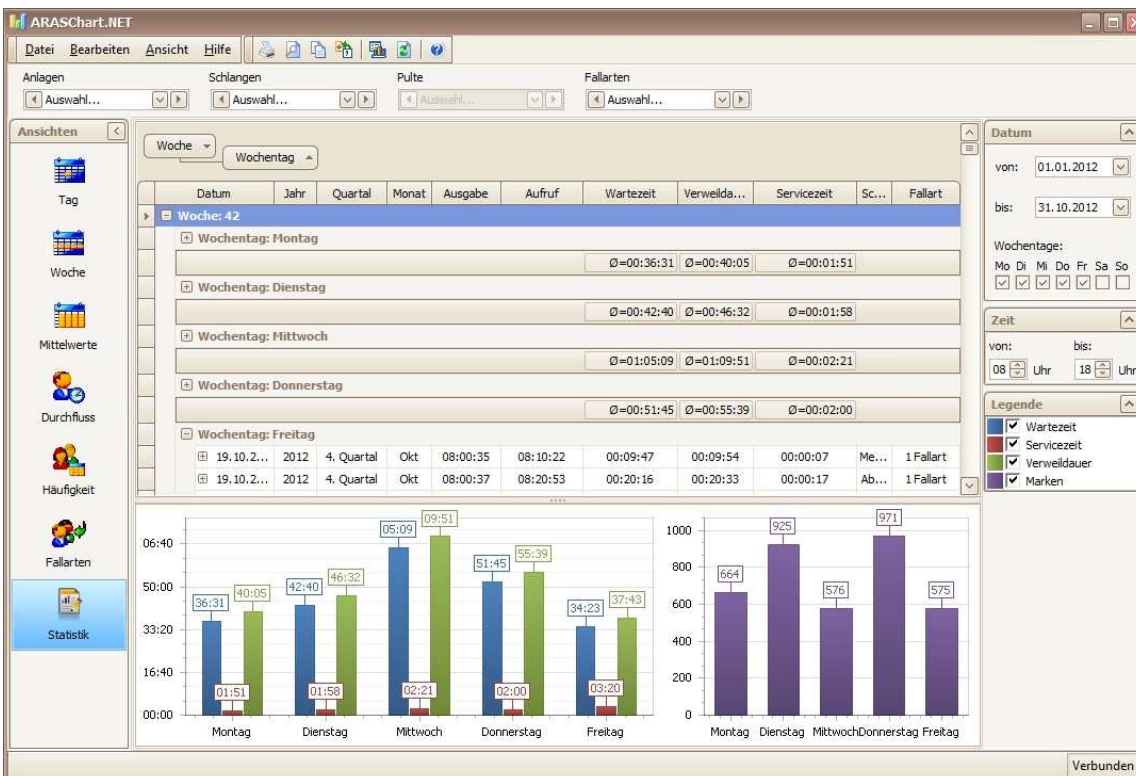 ARASChart.NET
Datei Bearbeiten Ansicht Hilfe
Anlagen Schlangen Pulte Fallarten
Auswahl... Auswahl... Auswahl... Auswahl...
Ansichten
Tag
Woche
Mittelwerte
Durchfluss
Häufigkeit
Fallarten
Statistik
Woche
Wochentag
Datum Jahr Quartal Monat Ausgabe Aufruf Wartezeit Verweilda... Servicezeit Sc... Fallart
Woche: 42
Wochentag: Montag
Ø=00:36:31 Ø=00:40:05 Ø=00:01:51
Wochentag: Dienstag
Ø=00:42:40 Ø=00:46:32 Ø=00:01:58
Wochentag: Mittwoch
Ø=01:05:09 Ø=01:09:51 Ø=00:02:21
Wochentag: Donnerstag
Ø=00:51:45 Ø=00:55:39 Ø=00:02:00
Wochentag: Freitag
19.10.2... 2012 4. Quartal Okt 08:00:35 08:10:22 00:09:47 00:09:54 00:00:07 Me... 1 Fallart
19.10.2... 2012 4. Quartal Okt 08:00:37 08:20:53 00:20:16 00:20:33 00:00:17 Ab... 1 Fallart
Datum
von: 01.01.2012
bis: 31.10.2012
Wochentage:
Mo Di Mi Do Fr Sa So
Zeit
von: bis:
08 Uhr 18 Uhr
Legende
Wartezeit
Servicezeit
Verweildauer
Marken
06:40
50:00
33:20
16:40
00:00
36:31 40:05 42:40 46:32 05:09 09:51 51:45 55:39 34:23 37:43
01:51 01:58 02:21 02:00 03:20
Montag Dienstag Mittwoch Donnerstag Freitag
1000
800
600
400
200
0
664 925 576 971 575
Montag Dienstag Mittwoch Donnerstag Freitag
Verbunden